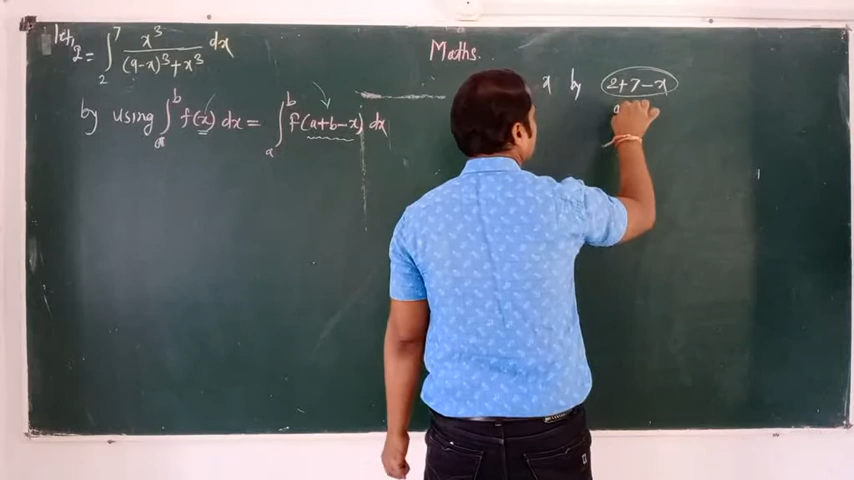 Maths.
let I = ∫₂⁷ x³/((9-x)³+x³) dx
by using ∫ₐᵇ f(x) dx = ∫ₐᵇ f(a+b-x) dx
x by 2+7-x